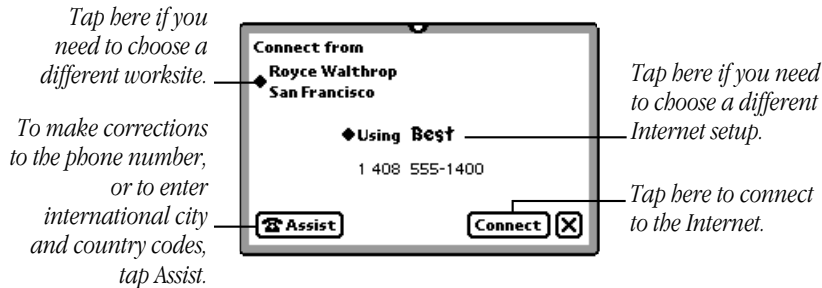 Tap here if you
need to choose a
different worksite.
To make corrections
to the phone number,
or to enter
international city
and country codes,
tap Assist.
Connect from
Royce Walthrop
San Francisco
Using Best
1 408 555-1400
Assist
Connect
Tap here if you need
to choose a different
Internet setup.
Tap here to connect
to the Internet.